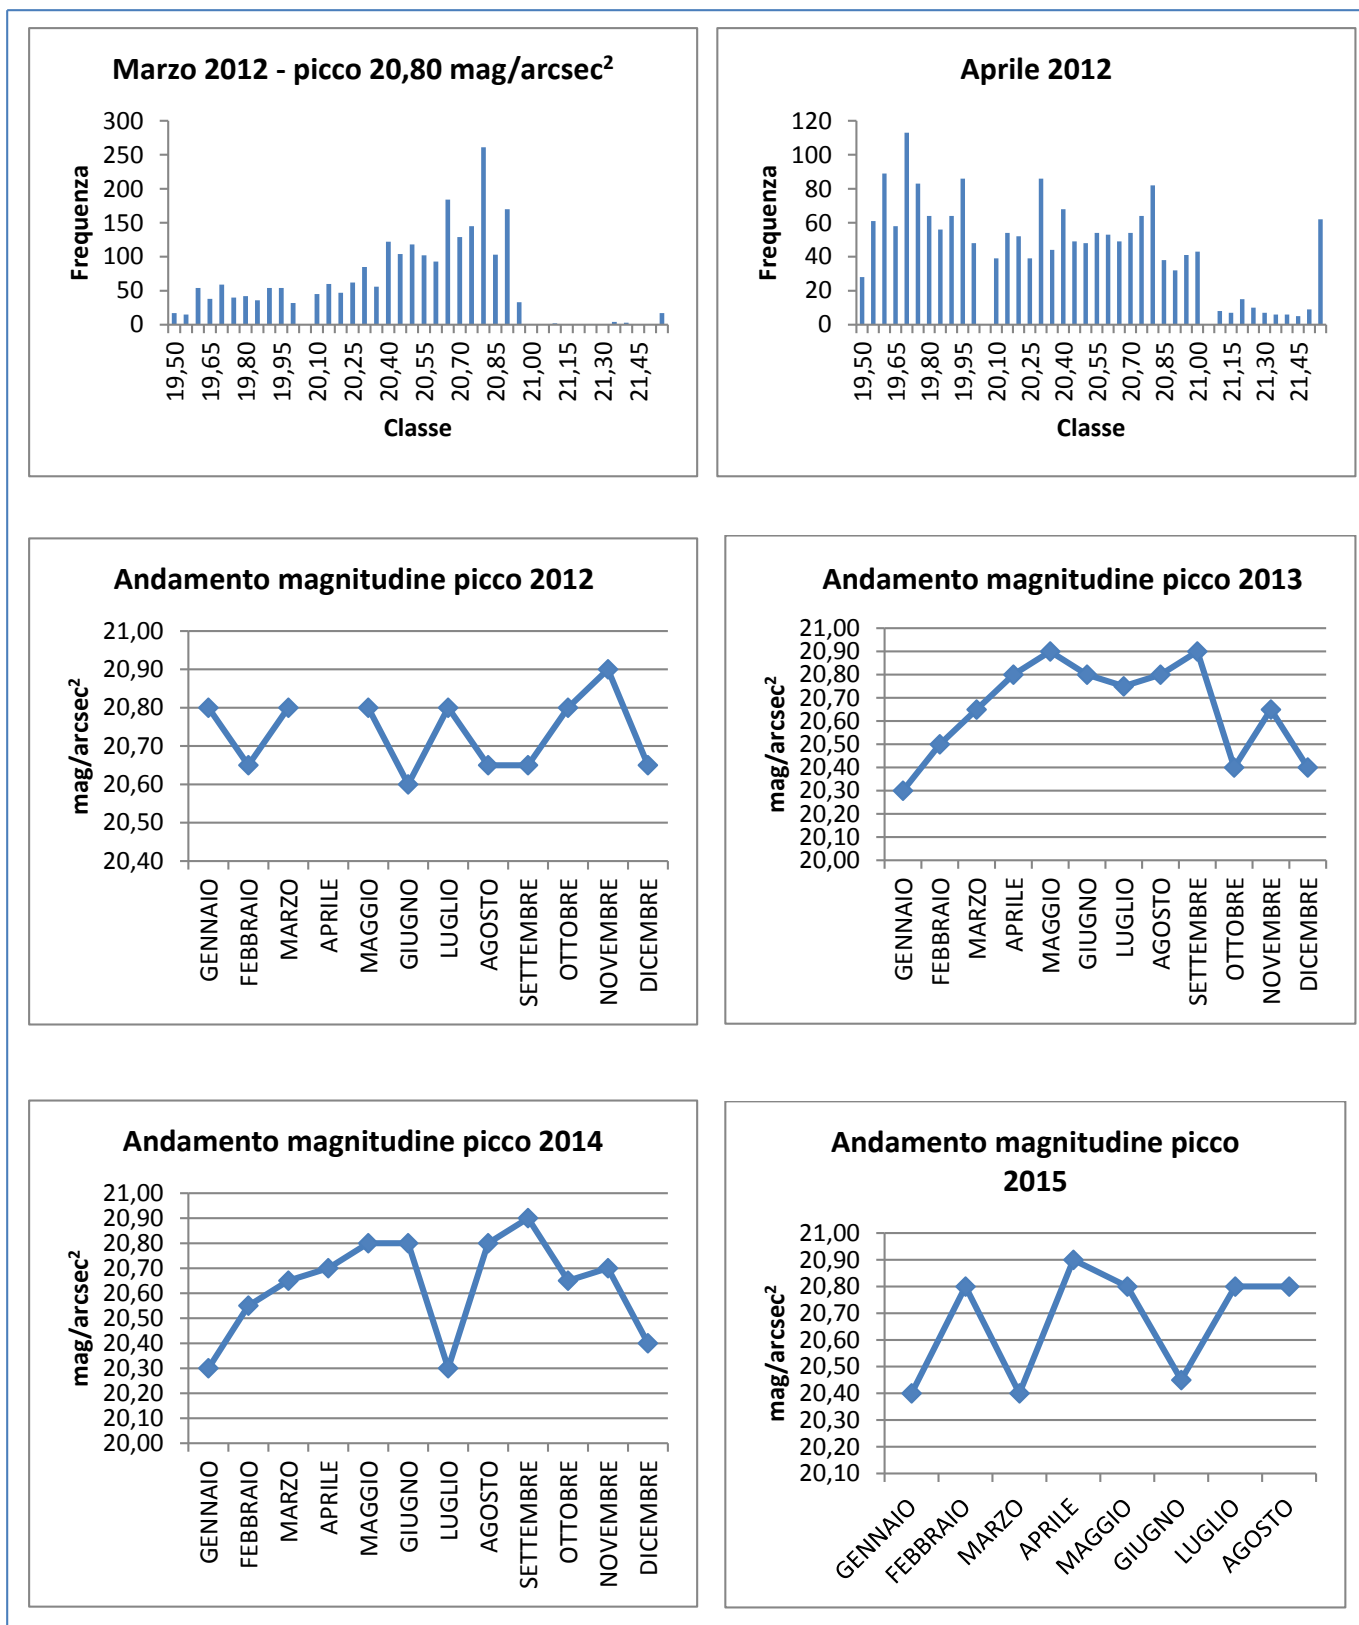 Marzo 2012 - picco 20,80 mag/arcsec²
Frequenza
300
250
200
150
100
50
0
19,50
19,65
19,80
19,95
20,10
20,25
20,40
20,55
20,70
20,85
21,00
21,15
21,30
21,45
Classe
Aprile 2012
Frequenza
120
100
80
60
40
20
0
19,50
19,65
19,80
19,95
20,10
20,25
20,40
20,55
20,70
20,85
21,00
21,15
21,30
21,45
Classe
Andamento magnitudine picco 2012
mag/arcsec²
21,00
20,90
20,80
20,70
20,60
20,50
20,40
GENNAIO
FEBBRAIO
MARZO
APRILE
MAGGIO
GIUGNO
LUGLIO
AGOSTO
SETTEMBRE
OTTOBRE
NOVEMBRE
DICEMBRE
Andamento magnitudine picco 2013
mag/arcsec²
21,00
20,90
20,80
20,70
20,60
20,50
20,40
20,30
20,20
20,10
20,00
GENNAIO
FEBBRAIO
MARZO
APRILE
MAGGIO
GIUGNO
LUGLIO
AGOSTO
SETTEMBRE
OTTOBRE
NOVEMBRE
DICEMBRE
Andamento magnitudine picco 2014
mag/arcsec²
21,00
20,90
20,80
20,70
20,60
20,50
20,40
20,30
20,20
20,10
20,00
GENNAIO
FEBBRAIO
MARZO
APRILE
MAGGIO
GIUGNO
LUGLIO
AGOSTO
SETTEMBRE
OTTOBRE
NOVEMBRE
DICEMBRE
Andamento magnitudine picco
2015
mag/arcsec²
21,00
20,90
20,80
20,70
20,60
20,50
20,40
20,30
20,20
20,10
GENNAIO
FEBBRAIO
MARZO
APRILE
MAGGIO
GIUGNO
LUGLIO
AGOSTO